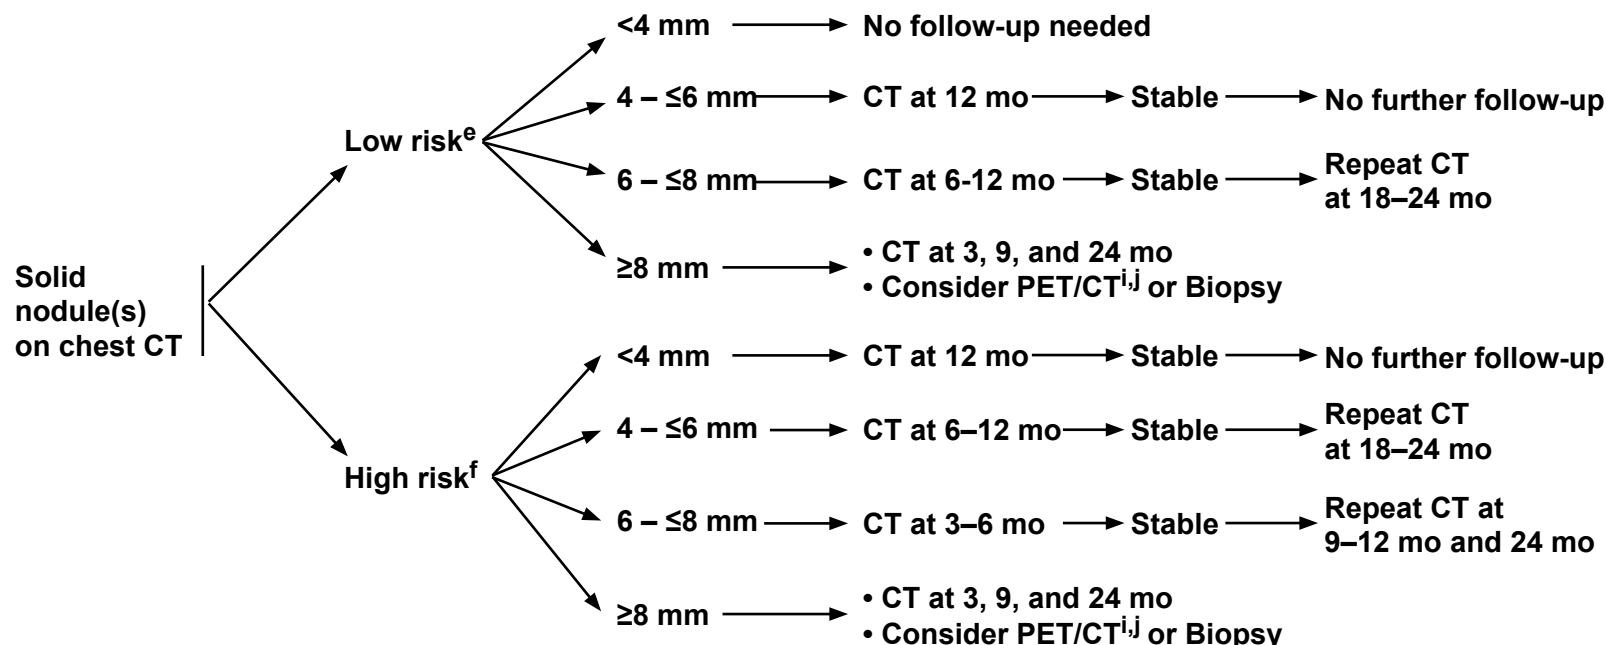 Solid
nodule(s)
on chest CT
Low riskᵉ
<4 mm
No follow-up needed
4 – ≤6 mm
CT at 12 mo
Stable
No further follow-up
6 – ≤8 mm
CT at 6-12 mo
Stable
Repeat CT
at 18–24 mo
≥8 mm
• CT at 3, 9, and 24 mo
• Consider PET/CTⁱ,ʲ or Biopsy
High riskᶠ
<4 mm
CT at 12 mo
Stable
No further follow-up
4 – ≤6 mm
CT at 6–12 mo
Stable
Repeat CT
at 18–24 mo
6 – ≤8 mm
CT at 3–6 mo
Stable
Repeat CT at
9–12 mo and 24 mo
≥8 mm
• CT at 3, 9, and 24 mo
• Consider PET/CTⁱ,ʲ or Biopsy